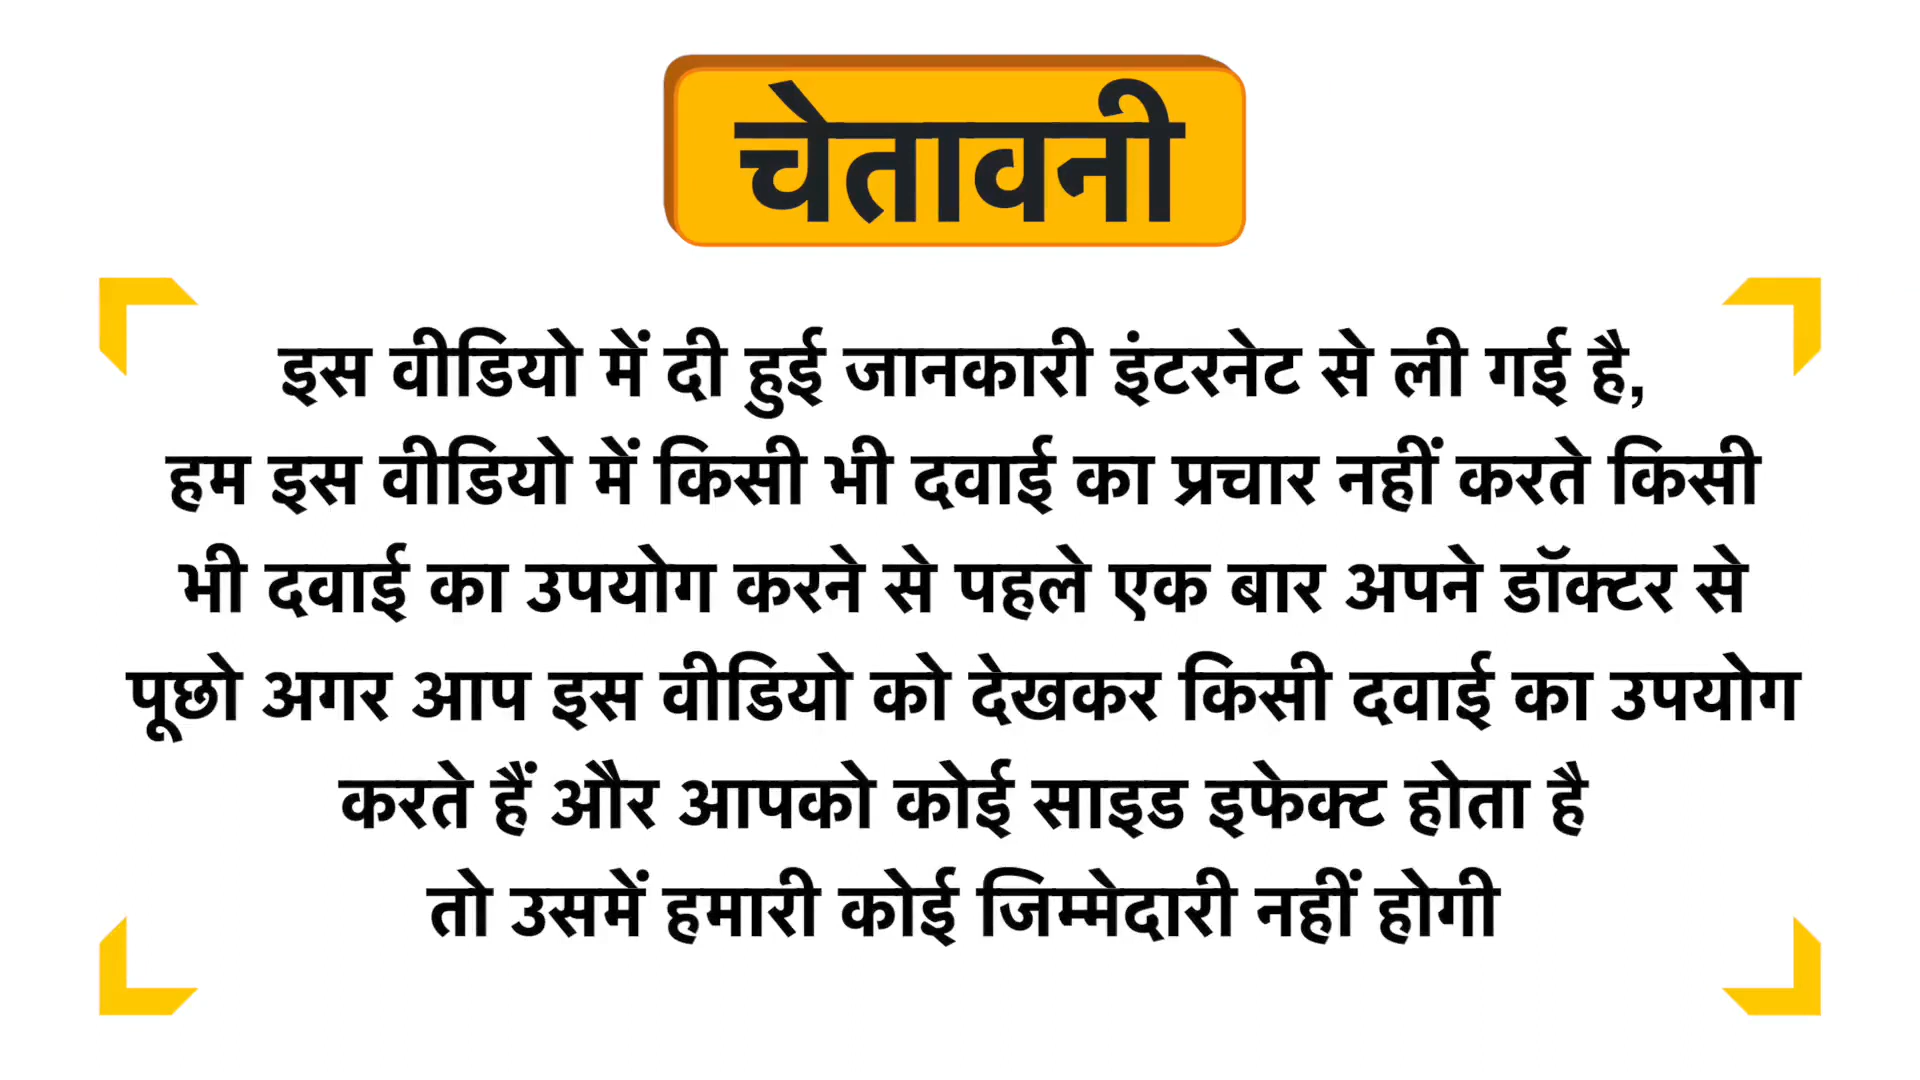 चेतावनी
इस वीडियो में दी हुई जानकारी इंटरनेट से ली गई है,
हम इस वीडियो में किसी भी दवाई का प्रचार नहीं करते किसी
भी दवाई का उपयोग करने से पहले एक बार अपने डॉक्टर से
पूछो अगर आप इस वीडियो को देखकर किसी दवाई का उपयोग
करते हैं और आपको कोई साइड इफेक्ट होता है
तो उसमें हमारी कोई जिम्मेदारी नहीं होगी